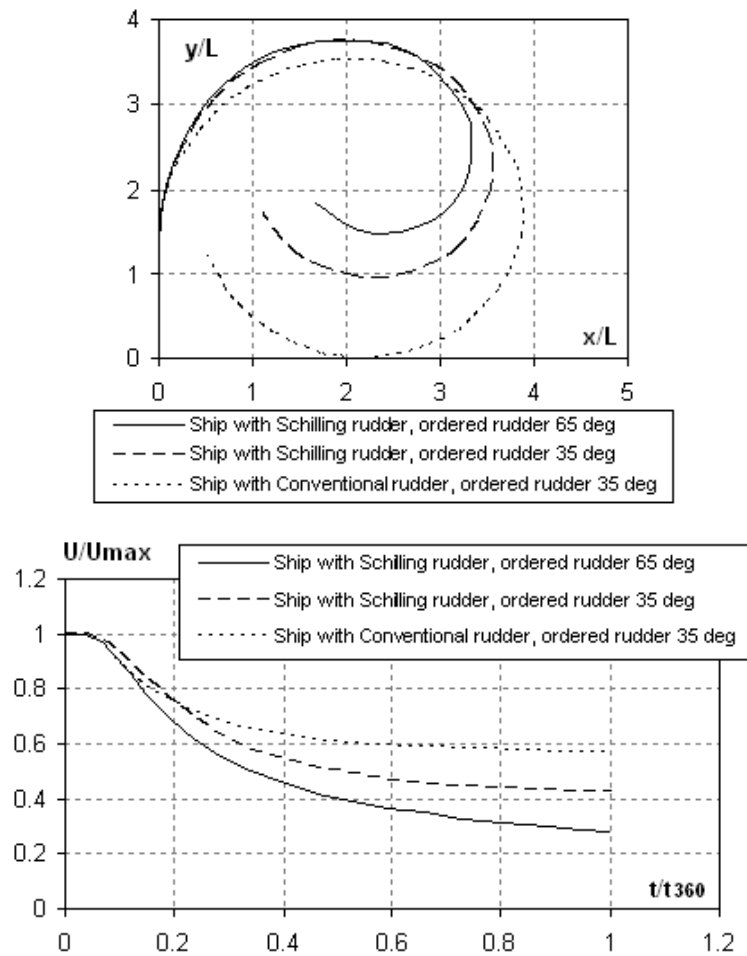 4
y/L
3
2
1
x/L
0
0 1 2 3 4 5
Ship with Schilling rudder, ordered rudder 65 deg
Ship with Schilling rudder, ordered rudder 35 deg
Ship with Conventional rudder, ordered rudder 35 deg
U/Umax
1.2
Ship with Schilling rudder, ordered rudder 65 deg
Ship with Schilling rudder, ordered rudder 35 deg
1
Ship with Conventional rudder, ordered rudder 35 deg
0.8
0.6
0.4
0.2
t/t360
0
0 0.2 0.4 0.6 0.8 1 1.2